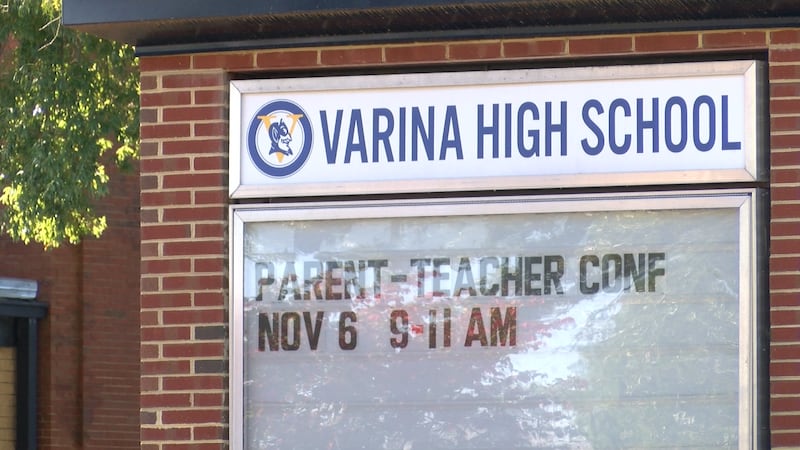 VARINA HIGH SCHOOL
PARENT-TEACHER CONF
NOV 6 9-11 AM